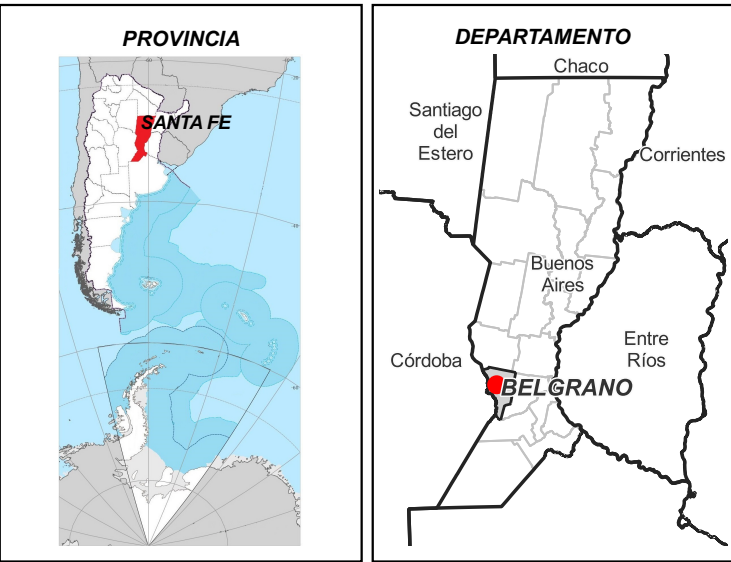 PROVINCIA
SANTA FE
DEPARTAMENTO
Chaco
Santiago
del
Estero
Corrientes
Buenos
Aires
Entre
Ríos
Córdoba
BELGRANO